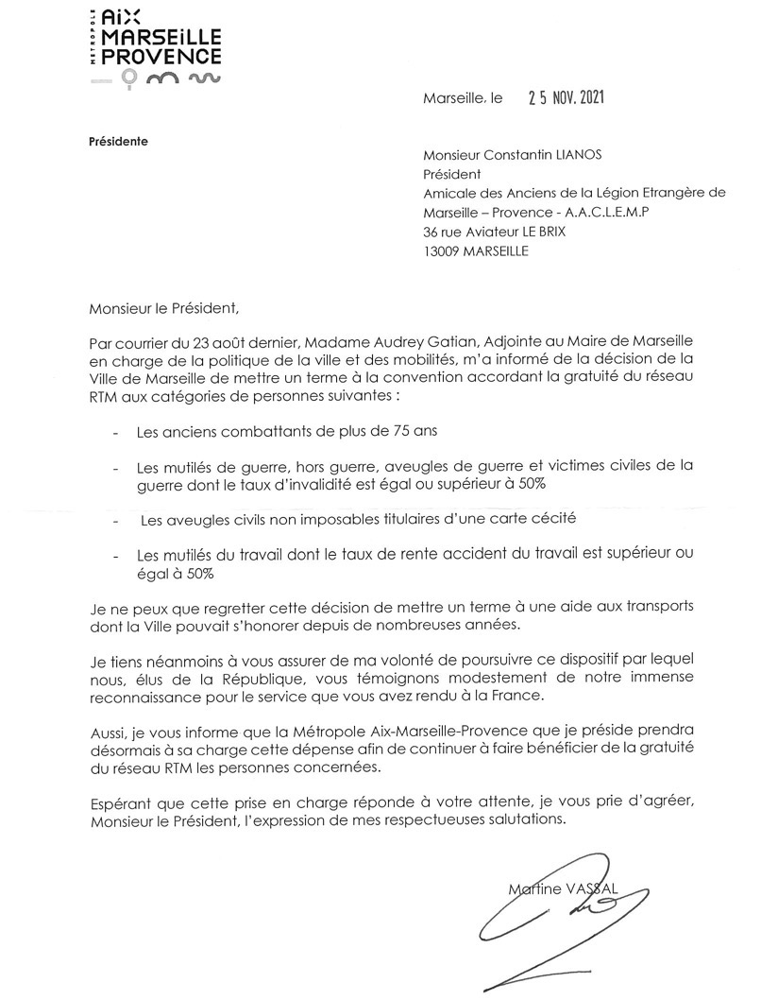 METROPOLE
AiX
MARSEiLLE
PROVENCE
Marseille, le 25 NOV. 2021
Présidente
Monsieur Constantin LIANOS
Président
Amicale des Anciens de la Légion Etrangère de
Marseille – Provence - A.A.C.L.E.M.P
36 rue Aviateur LE BRIX
13009 MARSEILLE
Monsieur le Président,
Par courrier du 23 août dernier, Madame Audrey Gatian, Adjointe au Maire de Marseille
en charge de la politique de la ville et des mobilités, m'a informé de la décision de la
Ville de Marseille de mettre un terme à la convention accordant la gratuité du réseau
RTM aux catégories de personnes suivantes :
- Les anciens combattants de plus de 75 ans
- Les mutilés de guerre, hors guerre, aveugles de guerre et victimes civiles de la
guerre dont le taux d'invalidité est égal ou supérieur à 50%
- Les aveugles civils non imposables titulaires d'une carte cécité
- Les mutilés du travail dont le taux de rente accident du travail est supérieur ou
égal à 50%
Je ne peux que regretter cette décision de mettre un terme à une aide aux transports
dont la Ville pouvait s'honorer depuis de nombreuses années.
Je tiens néanmoins à vous assurer de ma volonté de poursuivre ce dispositif par lequel
nous, élus de la République, vous témoignons modestement de notre immense
reconnaissance pour le service que vous avez rendu à la France.
Aussi, je vous informe que la Métropole Aix-Marseille-Provence que je préside prendra
désormais à sa charge cette dépense afin de continuer à faire bénéficier de la gratuité
du réseau RTM les personnes concernées.
Espérant que cette prise en charge réponde à votre attente, je vous prie d'agréer,
Monsieur le Président, l'expression de mes respectueuses salutations.
Martine VASSAL